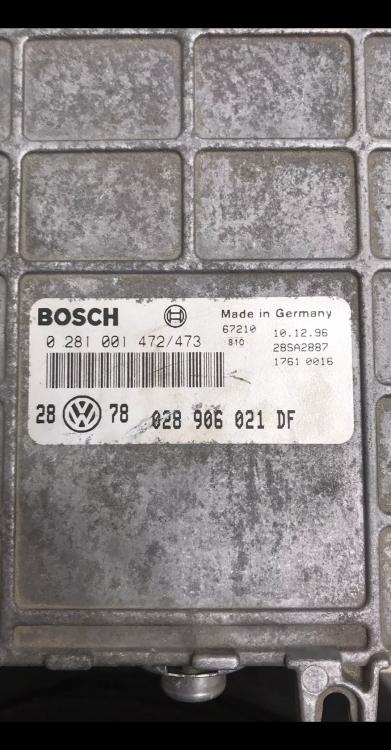 BOSCH
Made in Germany
0 281 001 472/473
67210
810
10.12.96
28SA2887
1761 0016
28 VW 78 028 906 021 DF